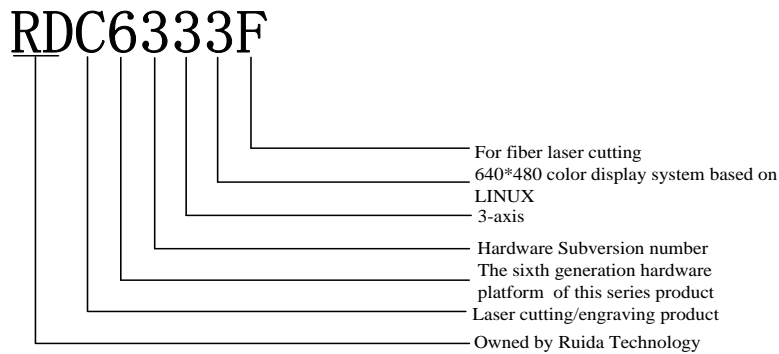 RDC6333F
For fiber laser cutting
640*480 color display system based on
LINUX
3-axis
Hardware Subversion number
The sixth generation hardware
platform of this series product
Laser cutting/engraving product
Owned by Ruida Technology